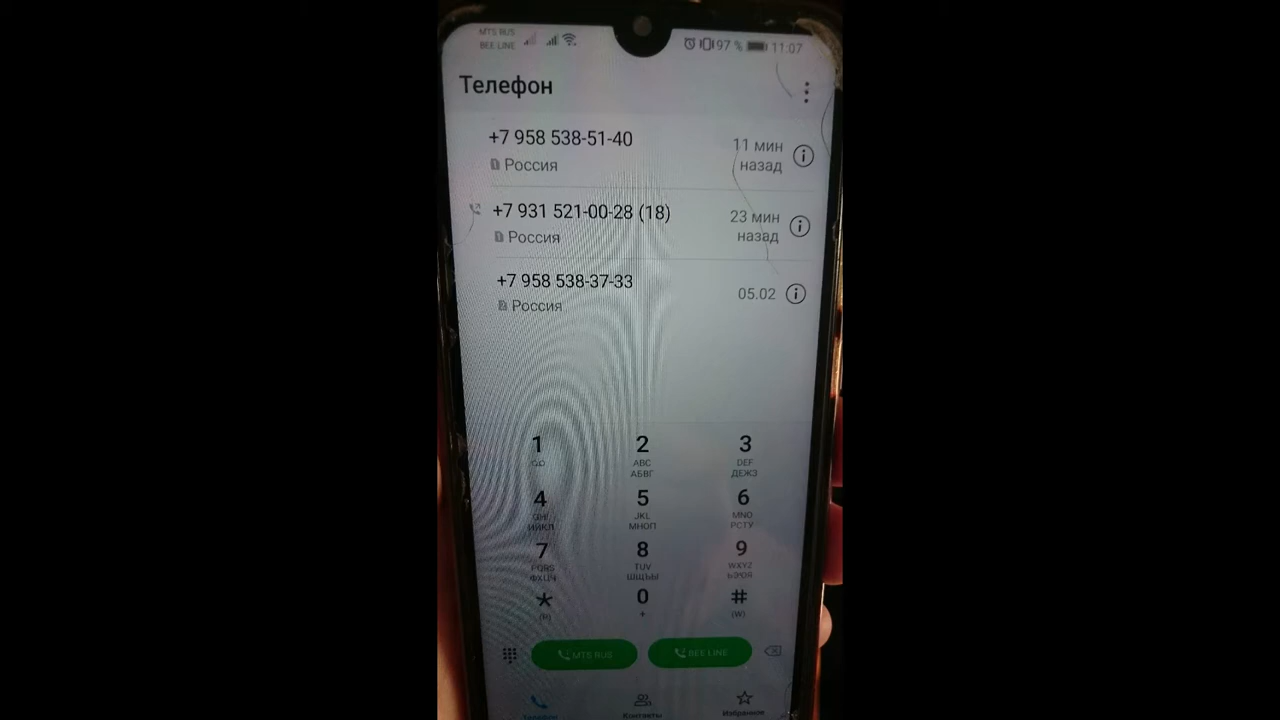 MTS RUS
BEE LINE
97 %
11:07
Телефон
+7 958 538-51-40
11 мин
назад
Россия
+7 931 521-00-28 (18)
23 мин
назад
Россия
+7 958 538-37-33
05.02
Россия
1 2 3
ABC DEF
АБВГ ДЕЖЗ
4 5 6
GHI JKL MNO
ИЙКЛ МНОП РСТУ
7 8 9
PQRS TUV WXYZ
ФХЦЧ ШЩЪЫ ЬЭЮЯ
* 0 #
+ (W)
MTS RUS BEE LINE
Телефон Контакты Избранное